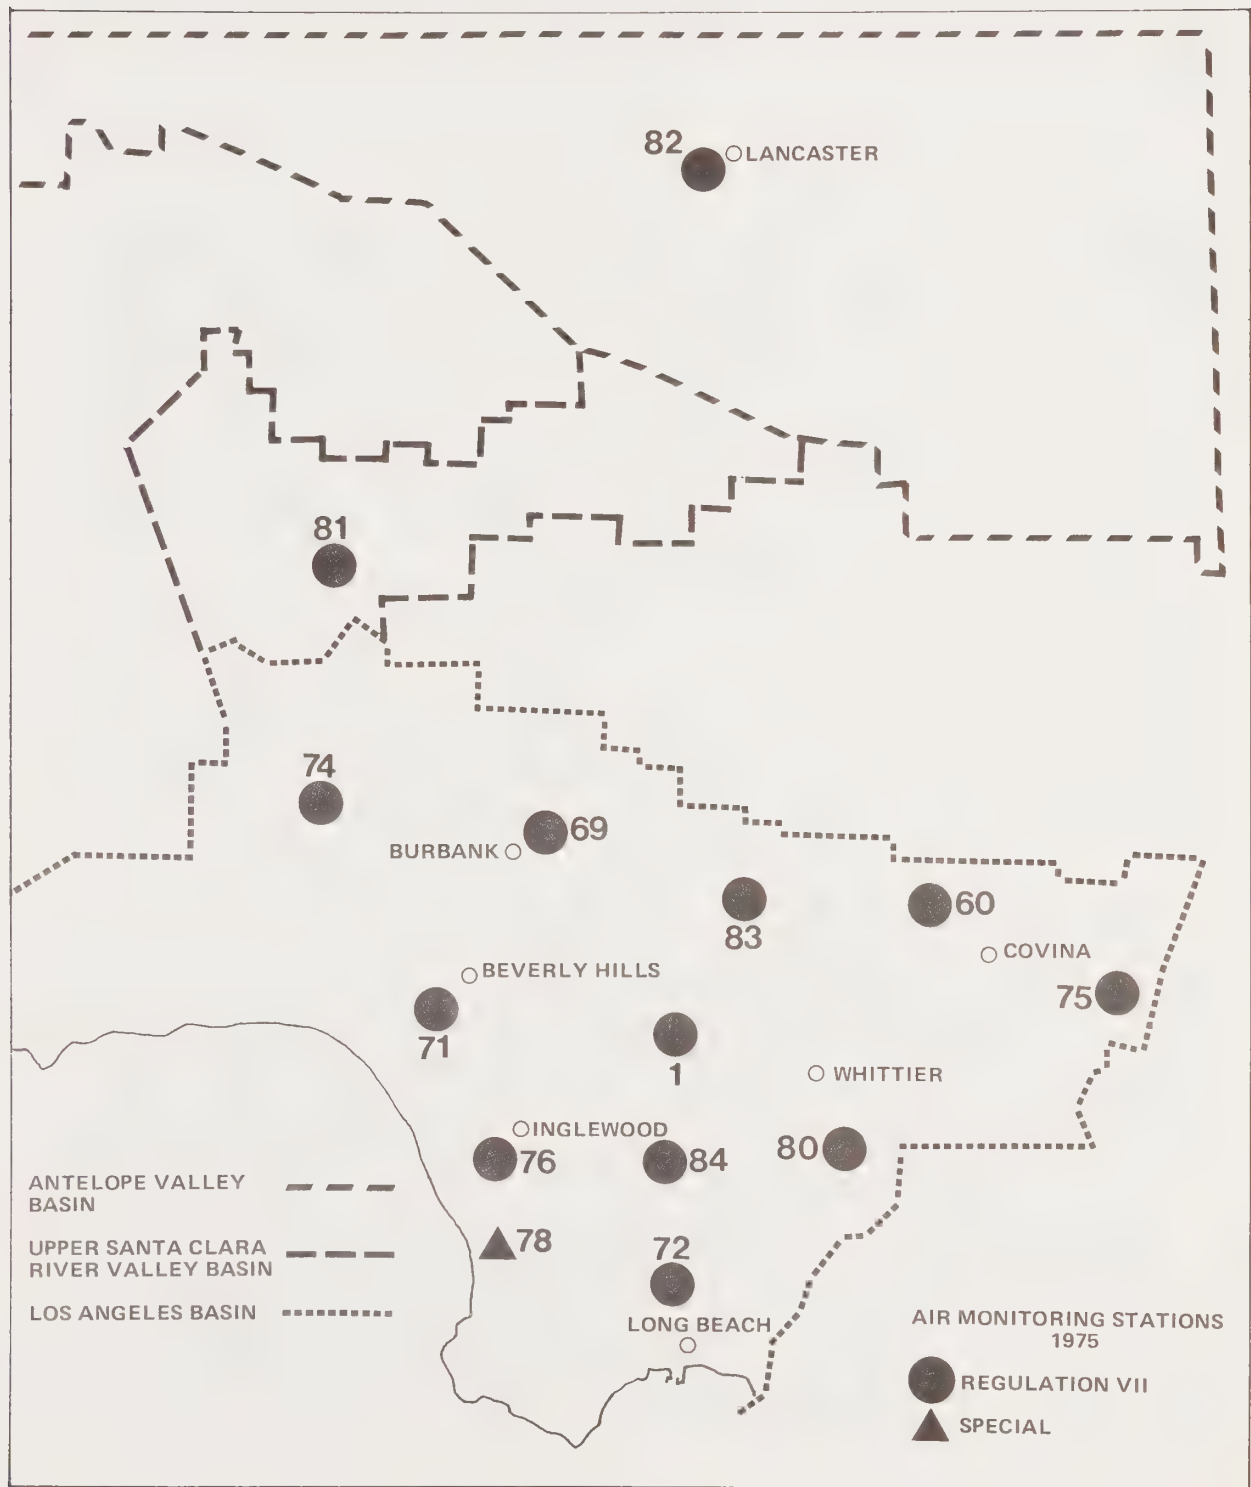 82
LANCASTER
81
74
69
BURBANK
60
83
COVINA
BEVERLY HILLS
75
71
1
WHITTIER
INGLEWOOD
76
84
80
ANTELOPE VALLEY
BASIN
78
UPPER SANTA CLARA
RIVER VALLEY BASIN
72
LOS ANGELES BASIN
LONG BEACH
AIR MONITORING STATIONS
1975
REGULATION VII
SPECIAL